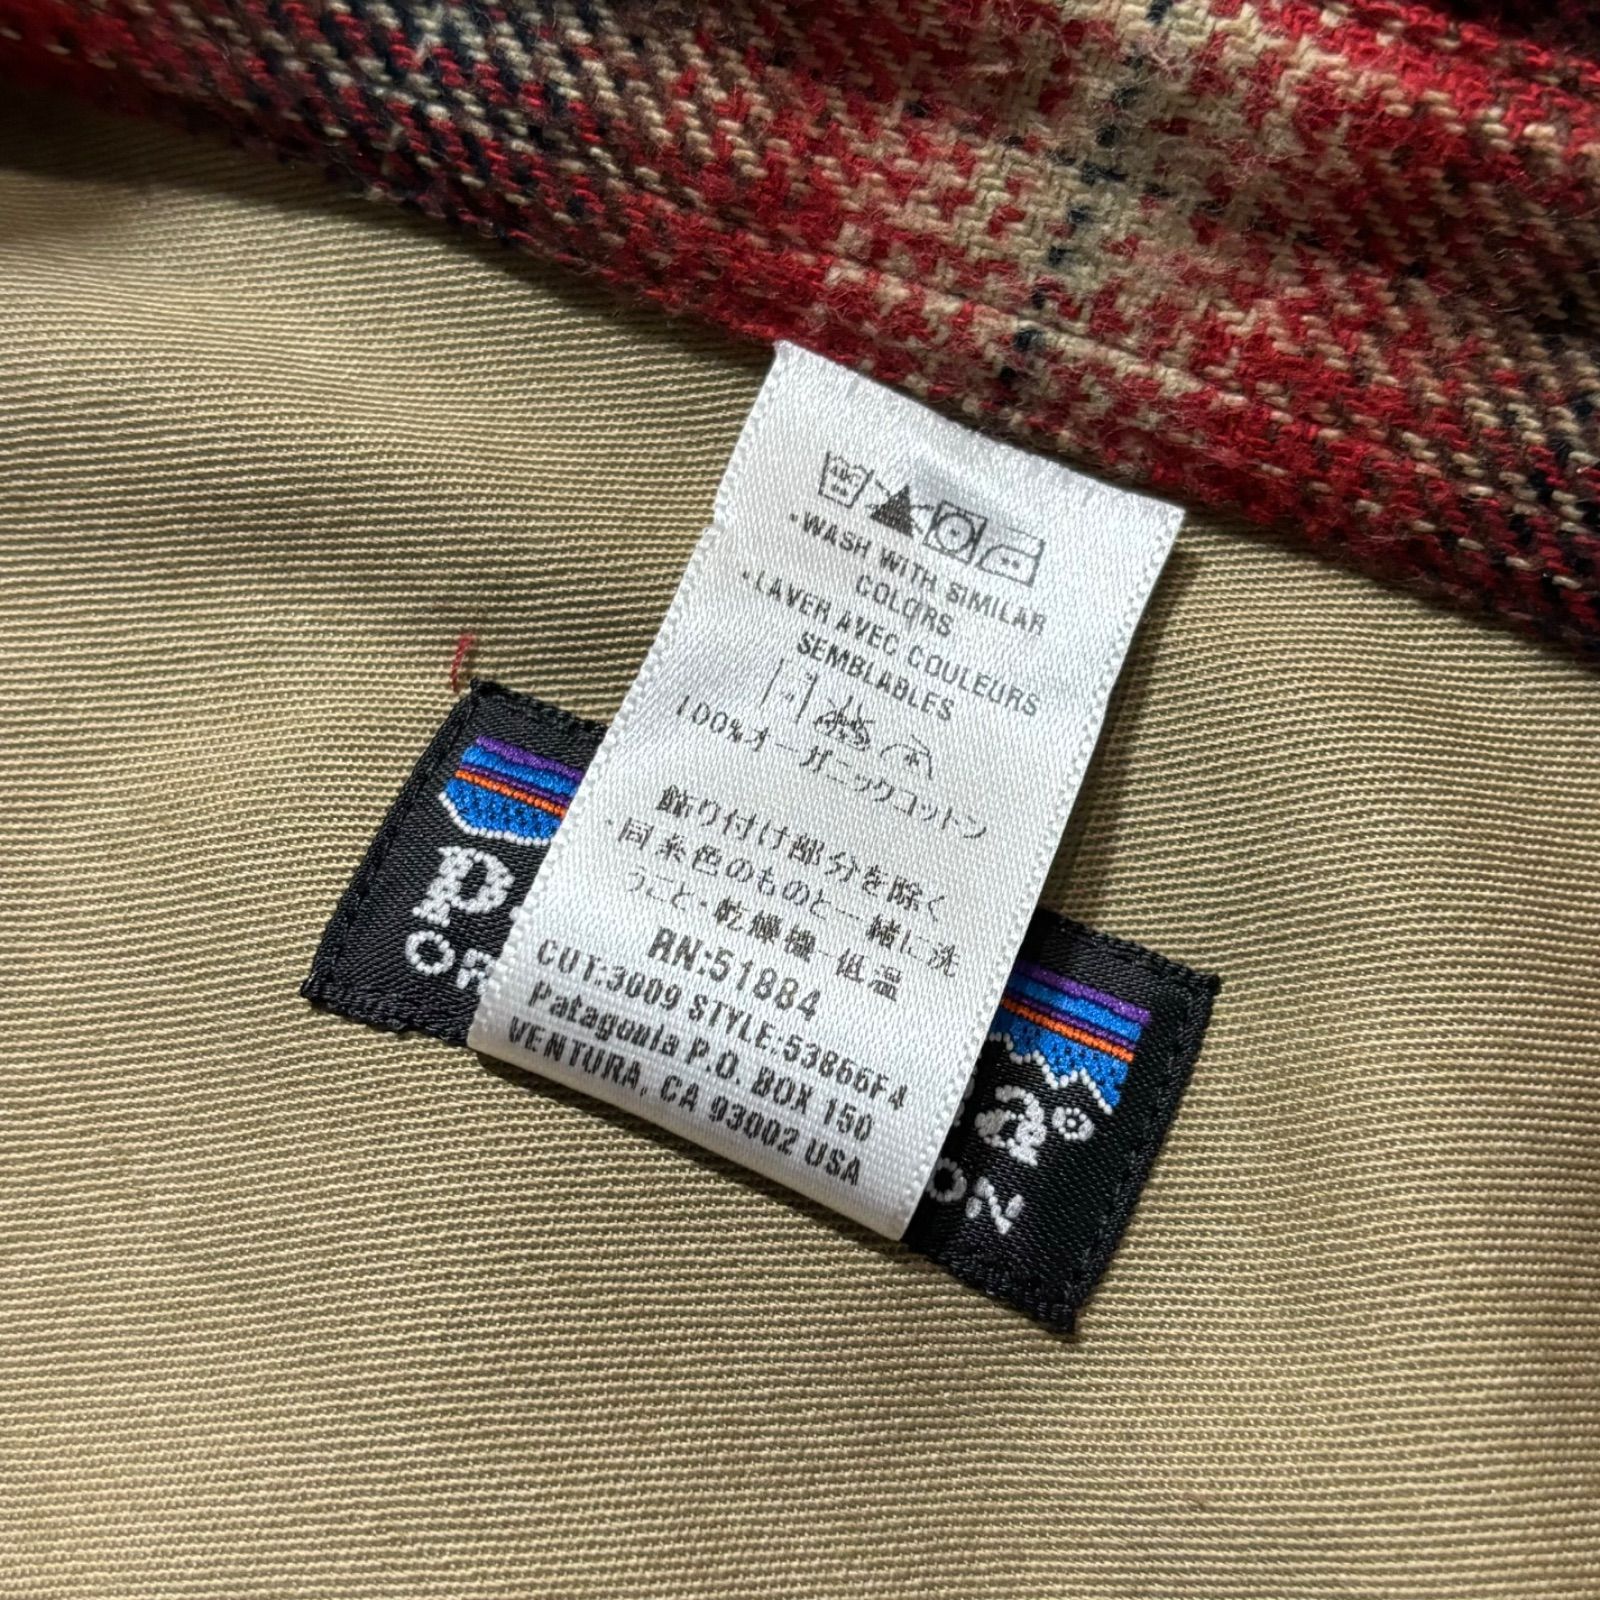 •WASH WITH SIMILAR
COLORS
•LAVER AVEC COULEURS
SEMBLABLES
100%オーガニックコットン
飾り付け部分を除く
・同系色のものと一緒に洗
うこと・乾燥機-低温
RN:51884
CUT:3009 STYLE:53866F4
Patagonia P.O. BOX 150
VENTURA, CA 93002 USA